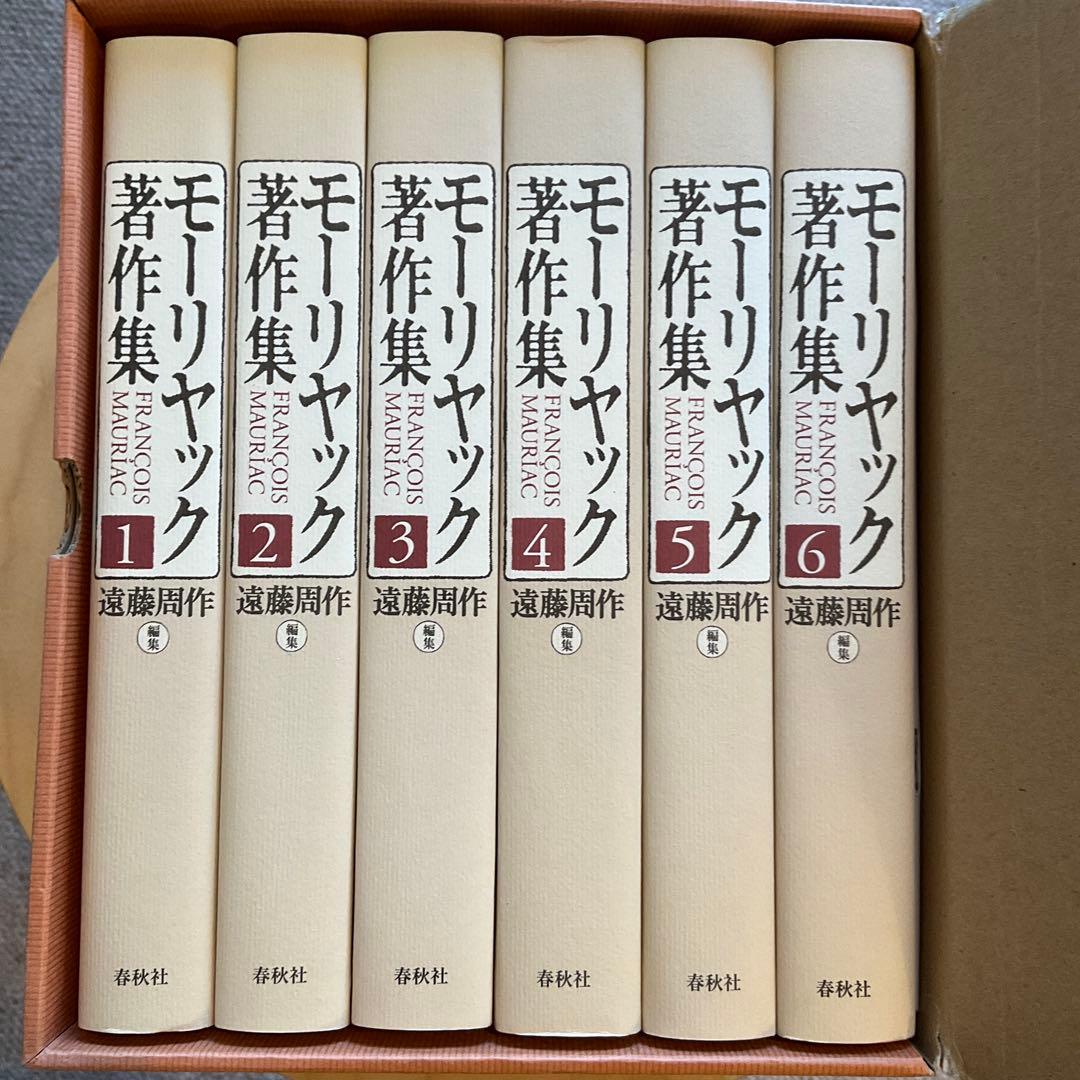 モーリヤック
著作集
FRANÇOIS
MAURIAC
1
遠藤周作
編集
春秋社
モーリヤック
著作集
FRANÇOIS
MAURIAC
2
遠藤周作
編集
春秋社
モーリヤック
著作集
FRANÇOIS
MAURIAC
3
遠藤周作
編集
春秋社
モーリヤック
著作集
FRANÇOIS
MAURIAC
4
遠藤周作
編集
春秋社
モーリヤック
著作集
FRANÇOIS
MAURIAC
5
遠藤周作
編集
春秋社
モーリヤック
著作集
FRANÇOIS
MAURIAC
6
遠藤周作
編集
春秋社